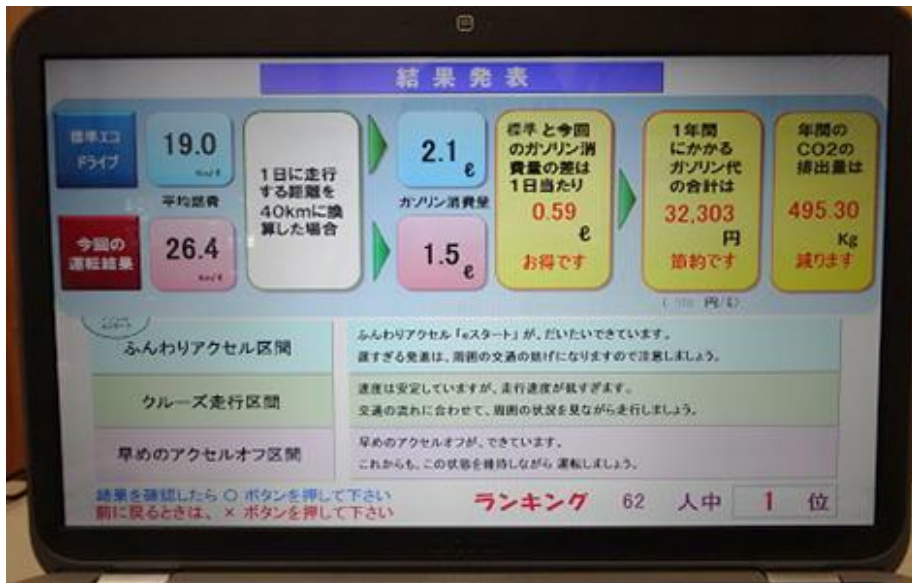 結果発表
標準エコ
ドライブ
19.0
Km/ℓ
平均燃費
今回の
運転結果
26.4
Km/ℓ
1日に走行
する距離を
40kmに換
算した場合
2.1
ℓ
ガソリン消費量
1.5
ℓ
標準と今回
のガソリン消
費量の差は
1日当たり
0.59
ℓ
お得です
1年間
にかかる
ガソリン代
の合計は
32,303
円
節約です
円/ℓ)
年間の
CO2の
排出量は
495.30
Kg
減ります
ふんわりアクセル区間
ふんわりアクセル「eスタート」が、だいたいできています。
遅すぎる発進は、周囲の交通の妨げになりますので注意しましょう。
クルーズ走行区間
速度は安定していますが、走行速度が低すぎます。
交通の流れに合わせて、周囲の状況を見ながら走行しましょう。
早めのアクセルオフ区間
早めのアクセルオフが、できています。
これからも、この状態を維持しながら 運転しましょう。
結果を確認したら ○ ボタンを押して下さい
前に戻るときは、× ボタンを押して下さい
ランキング 62 人中 1 位